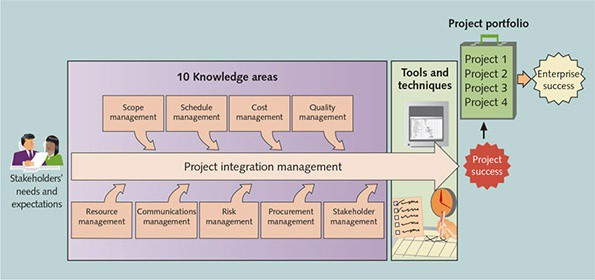 Project portfolio
Project 1
Project 2
Project 3
Project 4
Enterprise
success
10 Knowledge areas
Tools and
techniques
Scope
management
Schedule
management
Cost
management
Quality
management
Project integration management
Project
success
Stakeholders'
needs and
expectations
Resource
management
Communications
management
Risk
management
Procurement
management
Stakeholder
management